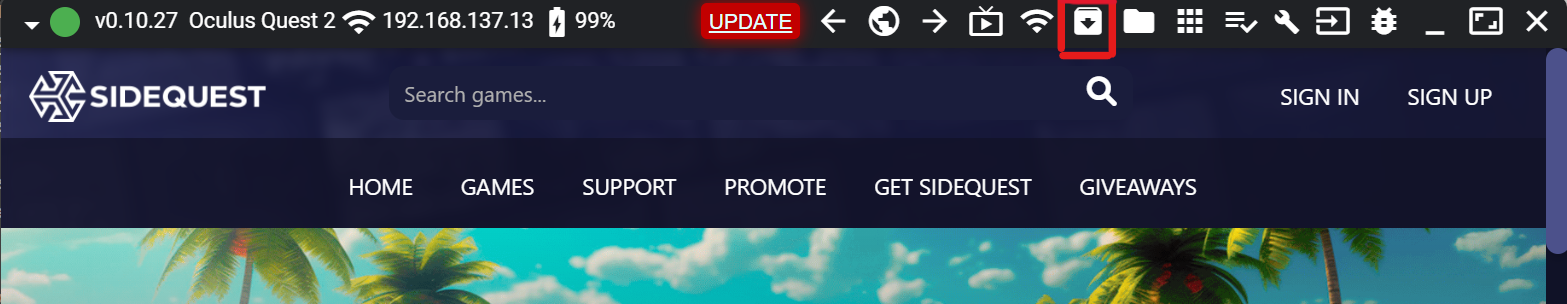 v0.10.27 Oculus Quest 2 192.168.137.13 99% UPDATE
SIDEQUEST Search games... SIGN IN SIGN UP
HOME GAMES SUPPORT PROMOTE GET SIDEQUEST GIVEAWAYS